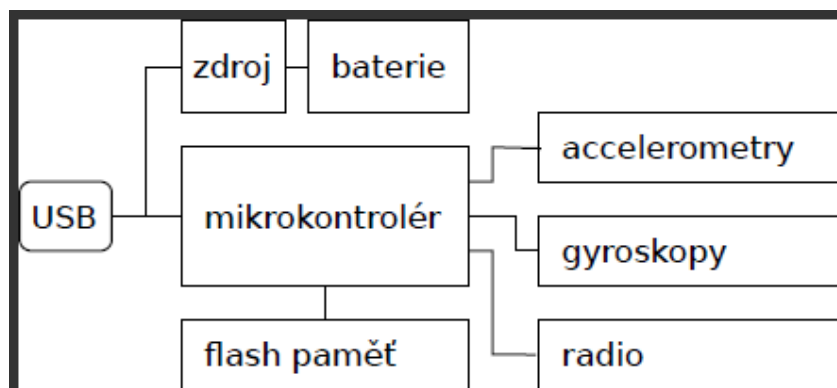 zdroj
baterie
accelerometry
USB
mikrokontrolér
gyroskopy
flash paměť
radio